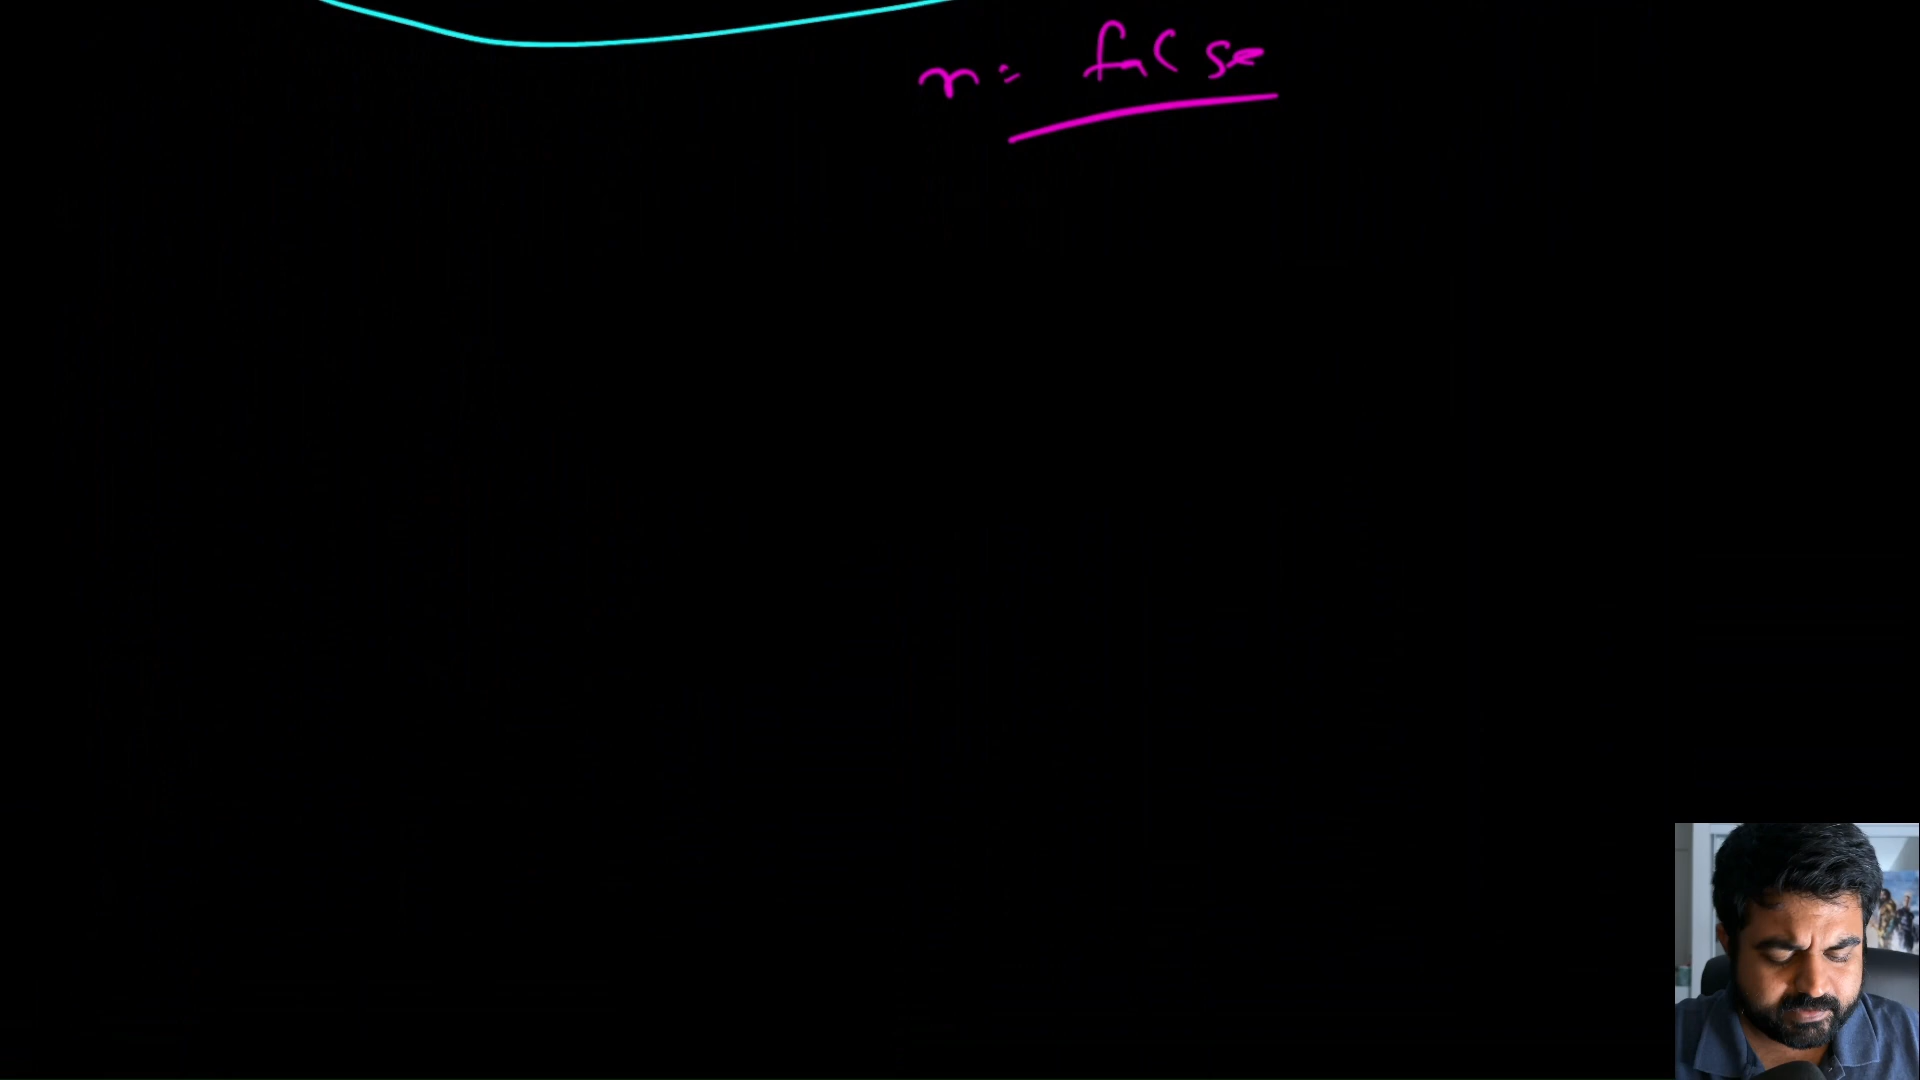 x = false